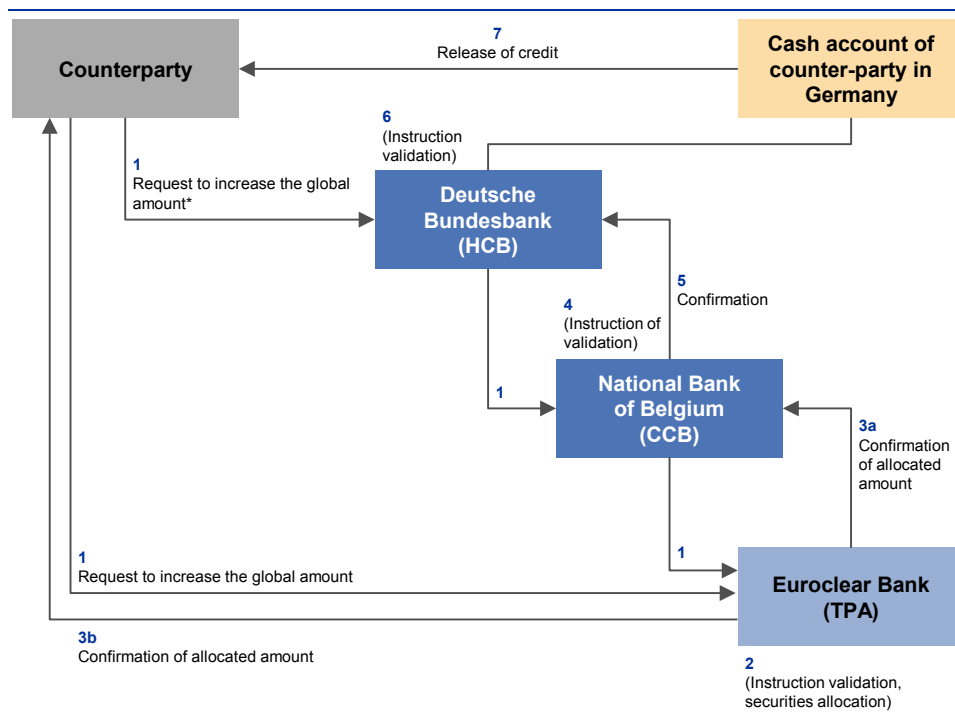 7
Release of credit
Counterparty
Cash account of
counter-party in
Germany
6
(Instruction
validation)
1
Request to increase the global
amount*
Deutsche
Bundesbank
(HCB)
5
Confirmation
4
(Instruction of
validation)
1
National Bank
of Belgium
(CCB)
3a
Confirmation
of allocated
amount
1
1
Request to increase the global amount
Euroclear Bank
(TPA)
3b
Confirmation of allocated amount
2
(Instruction validation,
securities allocation)